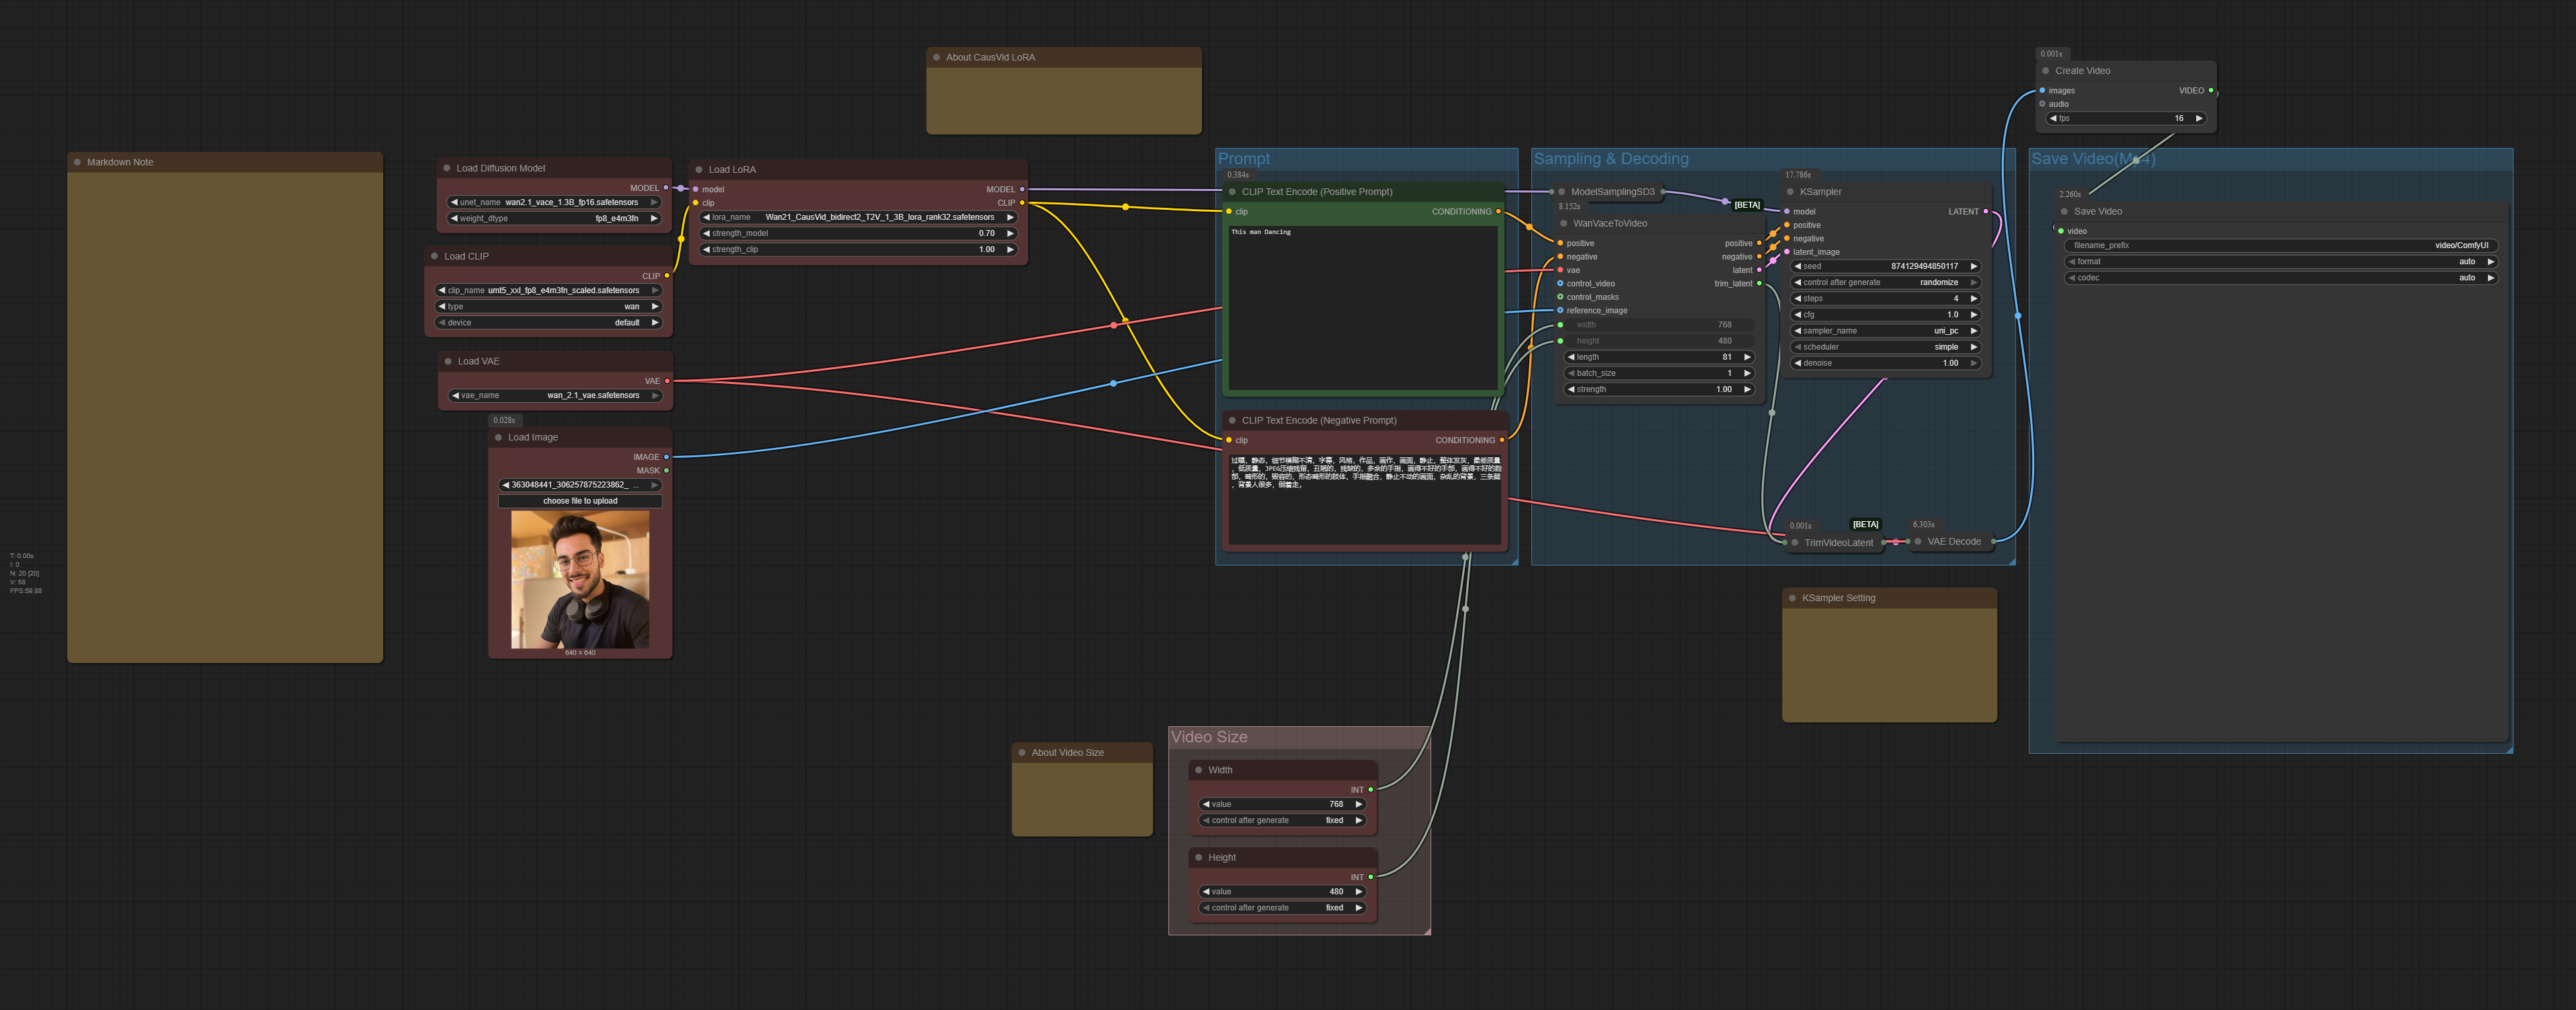 About CausVid LoRA
Markdown Note
Load Diffusion Model
MODEL
unet_name wan2.1_vace_1.3B_fp16.safetensors
weight_dtype fp8_e4m3fn
Load CLIP
CLIP
clip_name umt5_xxl_fp8_e4m3fn_scaled.safetensors
type wan
device default
Load VAE
VAE
vae_name wan_2.1_vae.safetensors
0.028s
Load Image
IMAGE
MASK
363048441_306257875223862_ ...
choose file to upload
640 × 640
T: 0.00s
I: 0
N: 20 [20]
V: 58
FPS:59.88
Load LoRA
model MODEL
clip CLIP
lora_name Wan21_CausVid_bidirect2_T2V_1_3B_lora_rank32.safetensors
strength_model 0.70
strength_clip 1.00
Prompt
0.384s
CLIP Text Encode (Positive Prompt)
clip CONDITIONING
This man Dancing
CLIP Text Encode (Negative Prompt)
clip CONDITIONING
过曝，静态，细节模糊不清，字幕，风格，作品，画作，画面，静止，整体发灰，最差质量
，低质量，JPEG压缩残留，丑陋的，残缺的，多余的手指，画得不好的手部，画得不好的脸
部，畸形的，毁容的，形态畸形的肢体，手指融合，静止不动的画面，杂乱的背景，三条腿
，背景人很多，倒着走，
Sampling & Decoding
ModelSamplingSD3
8.152s
WanVaceToVideo
positive positive
negative negative
vae latent
control_video trim_latent
control_masks
reference_image
width 768
height 480
length 81
batch_size 1
strength 1.00
[BETA]
17.786s
KSampler
model LATENT
positive
negative
latent_image
seed 874129494850117
control after generate randomize
steps 4
cfg 1.0
sampler_name uni_pc
scheduler simple
denoise 1.00
0.001s
TrimVideoLatent
[BETA]
6.303s
VAE Decode
KSampler Setting
About Video Size
Video Size
Width
INT
value 768
control after generate fixed
Height
INT
value 480
control after generate fixed
0.001s
Create Video
images VIDEO
audio
fps 16
Save Video(Mp4)
2.260s
Save Video
video
filename_prefix video/ComfyUI
format auto
codec auto